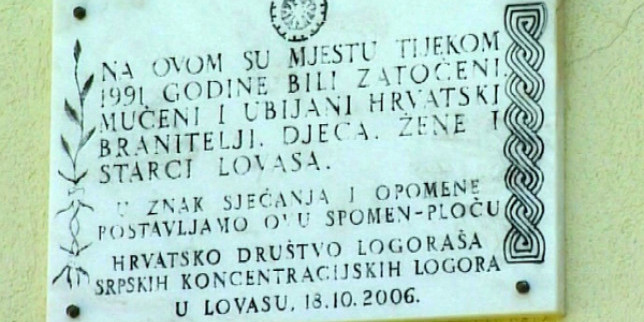 NA OVOM SU MJESTU TIJEKOM
1991. GODINE BILI ZATOČENI,
MUČENI I UBIJANI HRVATSKI
BRANITELJI, DJECA, ŽENE I
STARCI LOVASA.
U ZNAK SJEĆANJA I OPOMENE
POSTAVLJAMO OVU SPOMEN-PLOČU
HRVATSKO DRUŠTVO LOGORAŠA
SRPSKIH KONCENTRACIJSKIH LOGORA
U LOVASU, 18.10.2006.